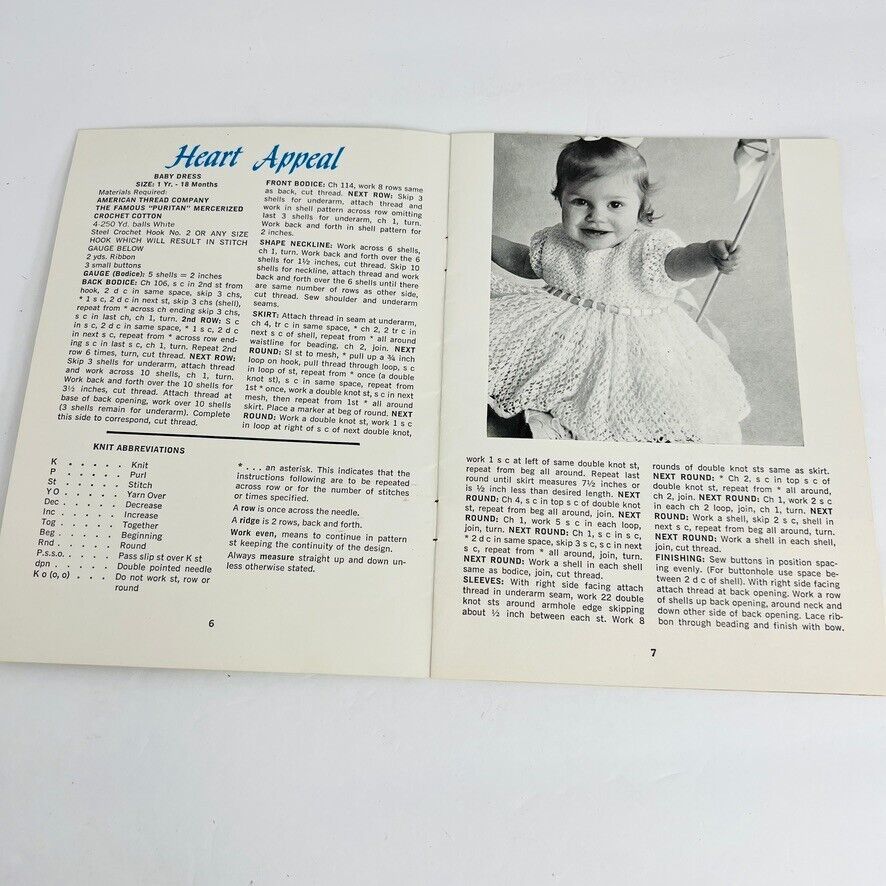 Heart Appeal
BABY DRESS
SIZE: 1 Yr. - 18 Months
Materials Required:
AMERICAN THREAD COMPANY
THE FAMOUS "PURITAN" MERCERIZED
CROCHET COTTON
4-250 Yd. balls White
Steel Crochet Hook No. 2 OR ANY SIZE
HOOK WHICH WILL RESULT IN STITCH
GAUGE BELOW
2 yds. Ribbon
3 small buttons
GAUGE (Bodice): 5 shells = 2 inches
BACK BODICE: Ch 106, s c in 2nd st from
hook, 2 d c in same space, skip 3 chs,
* 1 s c, 2 d c in next st, skip 3 chs (shell),
repeat from * across ch ending skip 3 chs,
s c in last ch, ch 1, turn. 2nd ROW: S c
in s c, 2 d c in same space, * 1 s c, 2 d c
in next s c, repeat from * across row end-
ing s c in last s c, ch 1, turn. Repeat 2nd
row 6 times, turn, cut thread. NEXT ROW:
Skip 3 shells for underarm, attach thread
and work across 10 shells, ch 1, turn.
Work back and forth over the 10 shells for
3½ inches, cut thread. Attach thread at
base of back opening, work over 10 shells
(3 shells remain for underarm). Complete
this side to correspond, cut thread.
FRONT BODICE: Ch 114, work 8 rows same
as back, cut thread. NEXT ROW: Skip 3
shells for underarm, attach thread and
work in shell pattern across row omitting
last 3 shells for underarm, ch 1, turn.
Work back and forth in shell pattern for
2 inches.
SHAPE NECKLINE: Work across 6 shells,
ch 1, turn. Work back and forth over the 6
shells for 1½ inches, cut thread. Skip 10
shells for neckline, attach thread and work
back and forth over the 6 shells until there
are same number of rows as other side,
cut thread. Sew shoulder and underarm
seams.
SKIRT: Attach thread in seam at underarm,
ch 4, tr c in same space, * ch 2, 2 tr c in
next s c of shell, repeat from * all around
waistline for beading, ch 2, join. NEXT
ROUND: Sl st to mesh, * pull up a ¾ inch
loop on hook, pull thread through loop, s c
in loop of st, repeat from * once (a double
knot st), s c in same space, repeat from
1st * once, work a double knot st, s c in next
mesh, then repeat from 1st * all around
skirt. Place a marker at beg of round. NEXT
ROUND: Work a double knot st, work 1 s c
in loop at right of s c of next double knot,
KNIT ABBREVIATIONS
K . . . . . Knit
P . . . . . Purl
St . . . . . Stitch
Y O . . . . Yarn Over
Dec . . . . Decrease
Inc . . . . Increase
Tog . . . . Together
Beg . . . . Beginning
Rnd . . . . Round
P.s.s.o. . . . Pass slip st over K st
dpn . . . . Double pointed needle
K o (o, o) . . . Do not work st, row or
round
* . . . an asterisk. This indicates that the
instructions following are to be repeated
across row or for the number of stitches
or times specified.
A row is once across the needle.
A ridge is 2 rows, back and forth.
Work even, means to continue in pattern
st keeping the continuity of the design.
Always measure straight up and down un-
less otherwise stated.
6
work 1 s c at left of same double knot st,
repeat from beg all around. Repeat last
round until skirt measures 7½ inches or
is ½ inch less than desired length. NEXT
ROUND: Ch 4, s c in top s c of double knot
st, repeat from beg all around, join. NEXT
ROUND: Ch 1, work 5 s c in each loop,
join, turn. NEXT ROUND: Ch 1, s c in s c,
* 2 d c in same space, skip 3 s c, s c in next
s c, repeat from * all around, join, turn.
NEXT ROUND: Work a shell in each shell
same as bodice, join, cut thread.
SLEEVES: With right side facing attach
thread in underarm seam, work 22 double
knot sts around armhole edge skipping
about ½ inch between each st. Work 8
rounds of double knot sts same as skirt.
NEXT ROUND: * Ch 2, s c in top s c of
double knot st, repeat from * all around,
ch 2, join. NEXT ROUND: Ch 1, work 2 s c
in each ch 2 loop, join, ch 1, turn. NEXT
ROUND: Work a shell, skip 2 s c, shell in
next s c, repeat from beg all around, turn.
NEXT ROUND: Work a shell in each shell,
join, cut thread.
FINISHING: Sew buttons in position spac-
ing evenly. (For buttonhole use space be-
tween 2 d c of shell). With right side facing
attach thread at back opening. Work a row
of shells up back opening, around neck and
down other side of back opening. Lace rib-
bon through beading and finish with bow.
7